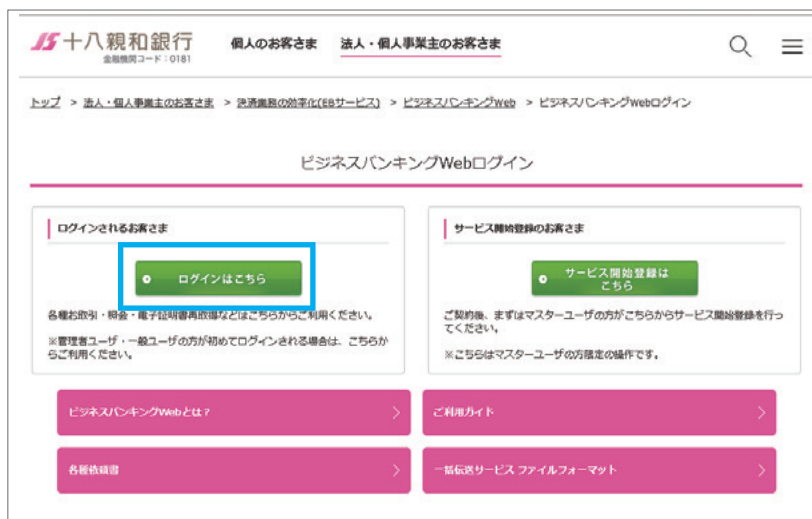 十八親和銀行
金融機関コード：0181
個人のお客さま 法人・個人事業主のお客さま
トップ > 法人・個人事業主のお客さま > 決済業務の効率化(EBサービス) > ビジネスバンキングWeb > ビジネスバンキングWebログイン
ビジネスバンキングWebログイン
ログインされるお客さま
ログインはこちら
各種お取引・照会・電子証明書再取得などはこちらからご利用ください。
※管理者ユーザ・一般ユーザの方が初めてログインされる場合は、こちらか
らご利用ください。
サービス開始登録のお客さま
サービス開始登録は
こちら
ご契約後、まずはマスターユーザの方がこちらからサービス開始登録を行っ
てください。
※こちらはマスターユーザの方限定の操作です。
ビジネスバンキングWebとは？
ご利用ガイド
各種依頼書
一括伝送サービス ファイルフォーマット